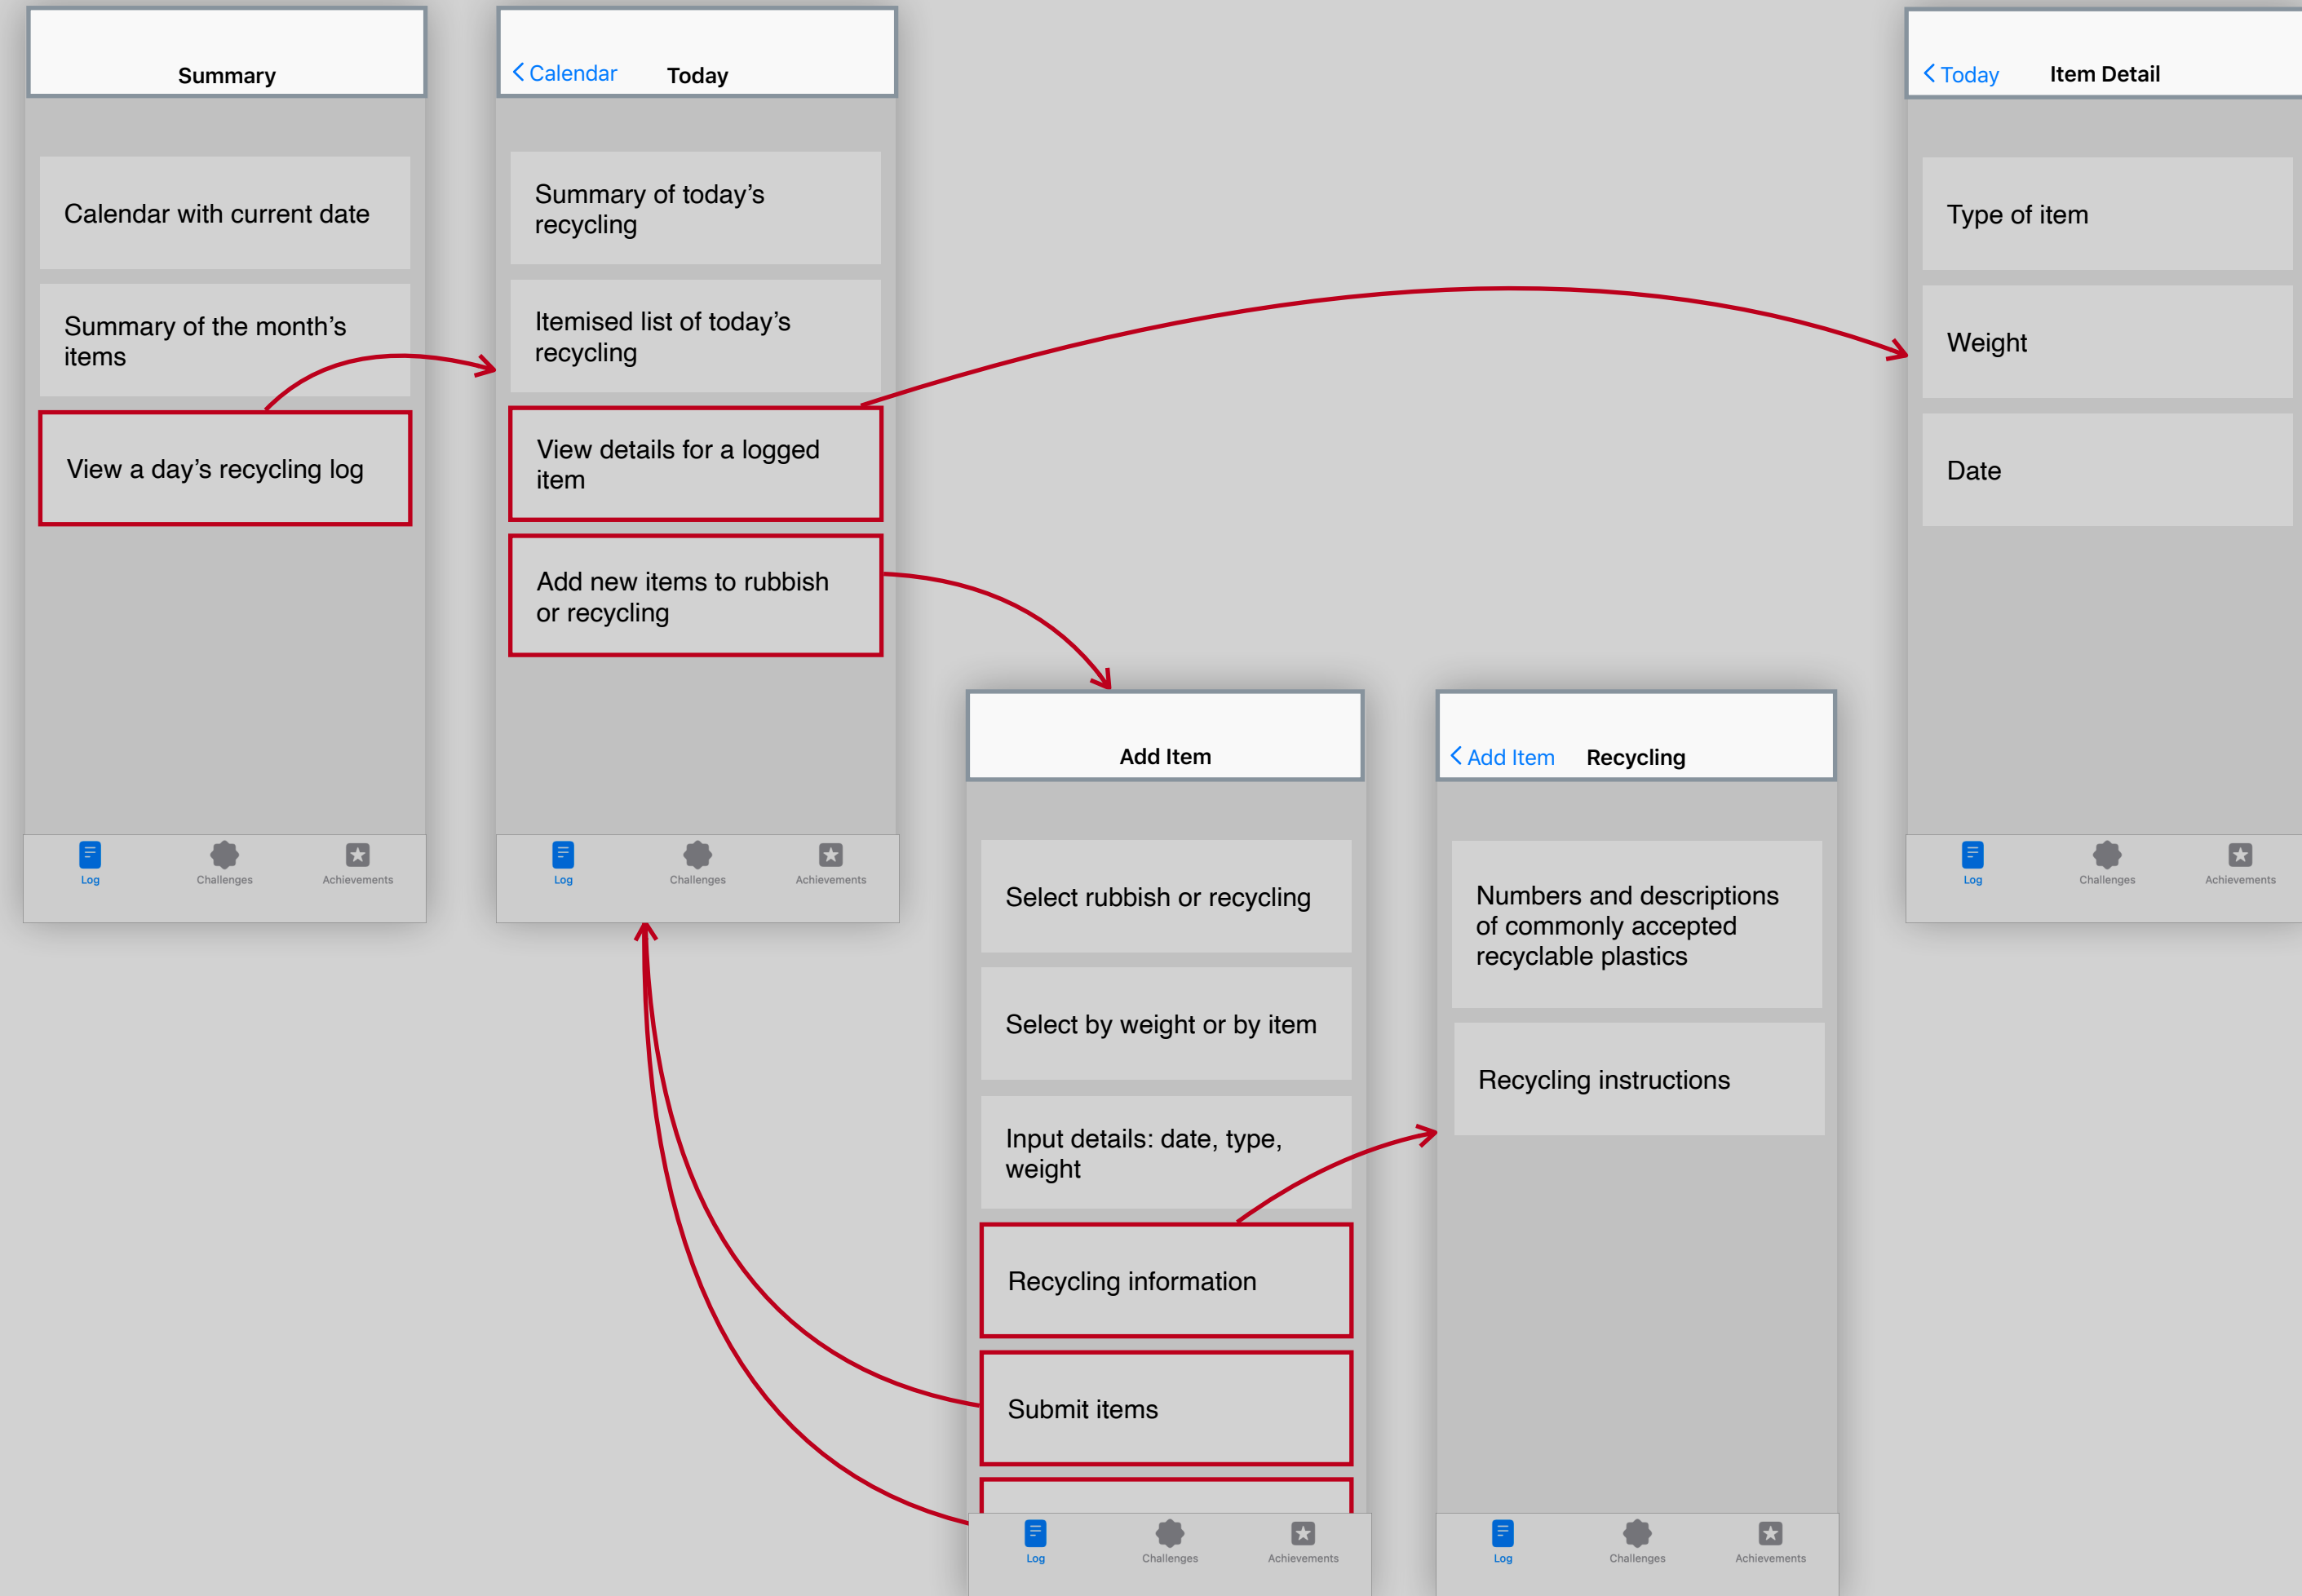 Summary
Calendar with current date
Summary of the month’s
items
View a day’s recycling log
Log
Challenges
Achievements
Calendar
Today
Summary of today’s
recycling
Itemised list of today’s
recycling
View details for a logged
item
Add new items to rubbish
or recycling
Log
Challenges
Achievements
Add Item
Select rubbish or recycling
Select by weight or by item
Input details: date, type,
weight
Recycling information
Submit items
Log
Challenges
Achievements
Add Item
Recycling
Numbers and descriptions
of commonly accepted
recyclable plastics
Recycling instructions
Log
Challenges
Achievements
Today
Item Detail
Type of item
Weight
Date
Log
Challenges
Achievements